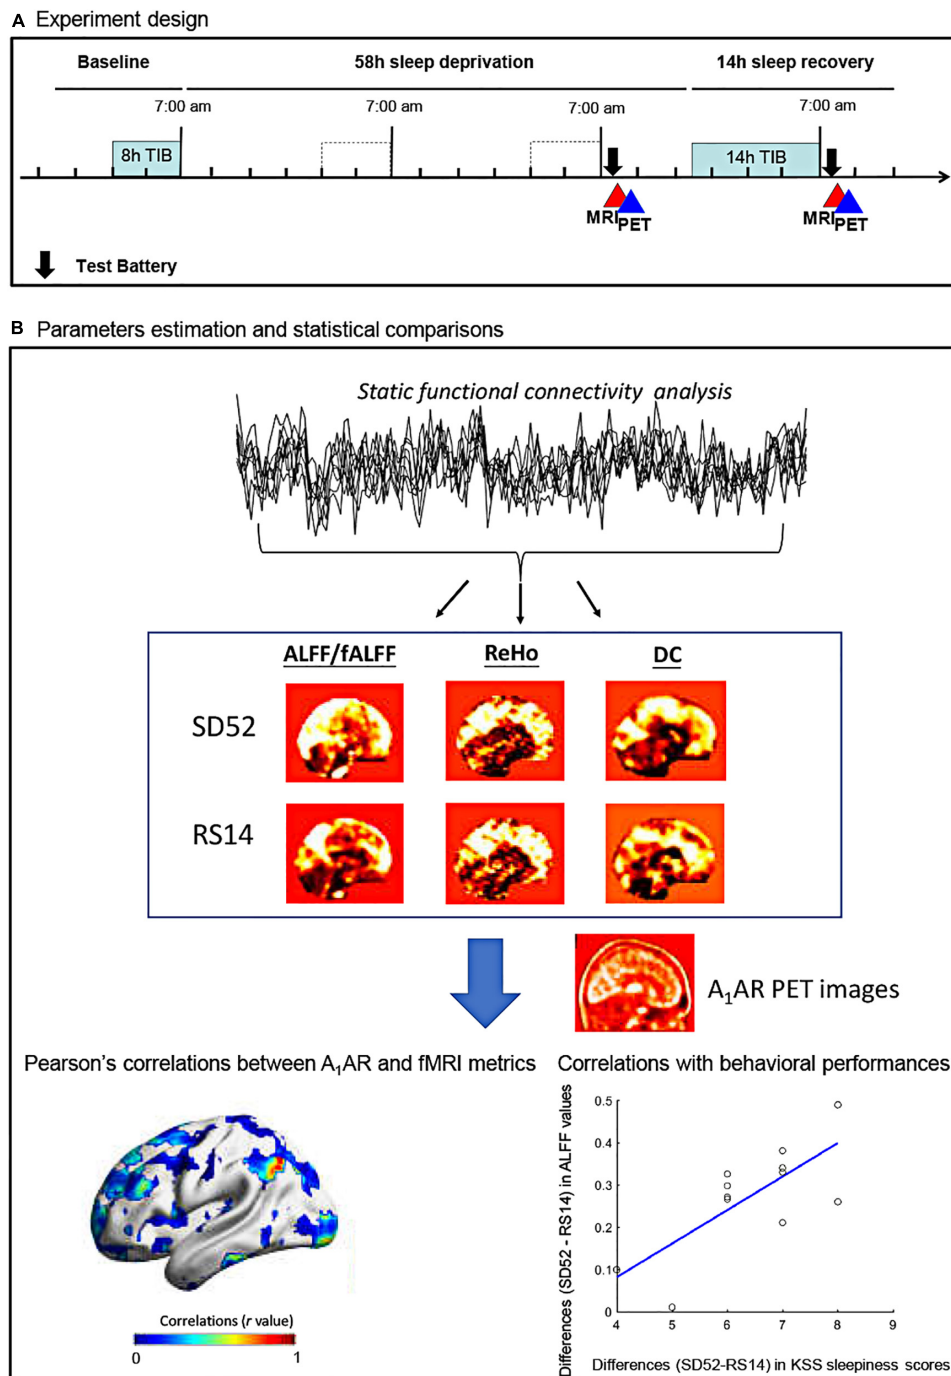 A Experiment design
Baseline
58h sleep deprivation
14h sleep recovery
7:00 am
7:00 am
7:00 am
7:00 am
8h TIB
14h TIB
MRI
PET
MRI
PET
Test Battery
B Parameters estimation and statistical comparisons
Static functional connectivity analysis
ALFF/fALFF
ReHo
DC
SD52
RS14
A₁AR PET images
Pearson's correlations between A₁AR and fMRI metrics
Correlations (r value)
0
1
Correlations with behavioral performances
Differences (SD52 - RS14) in ALFF values
0.5
0.4
0.3
0.2
0.1
0
4
5
6
7
8
9
Differences (SD52-RS14) in KSS sleepiness scores